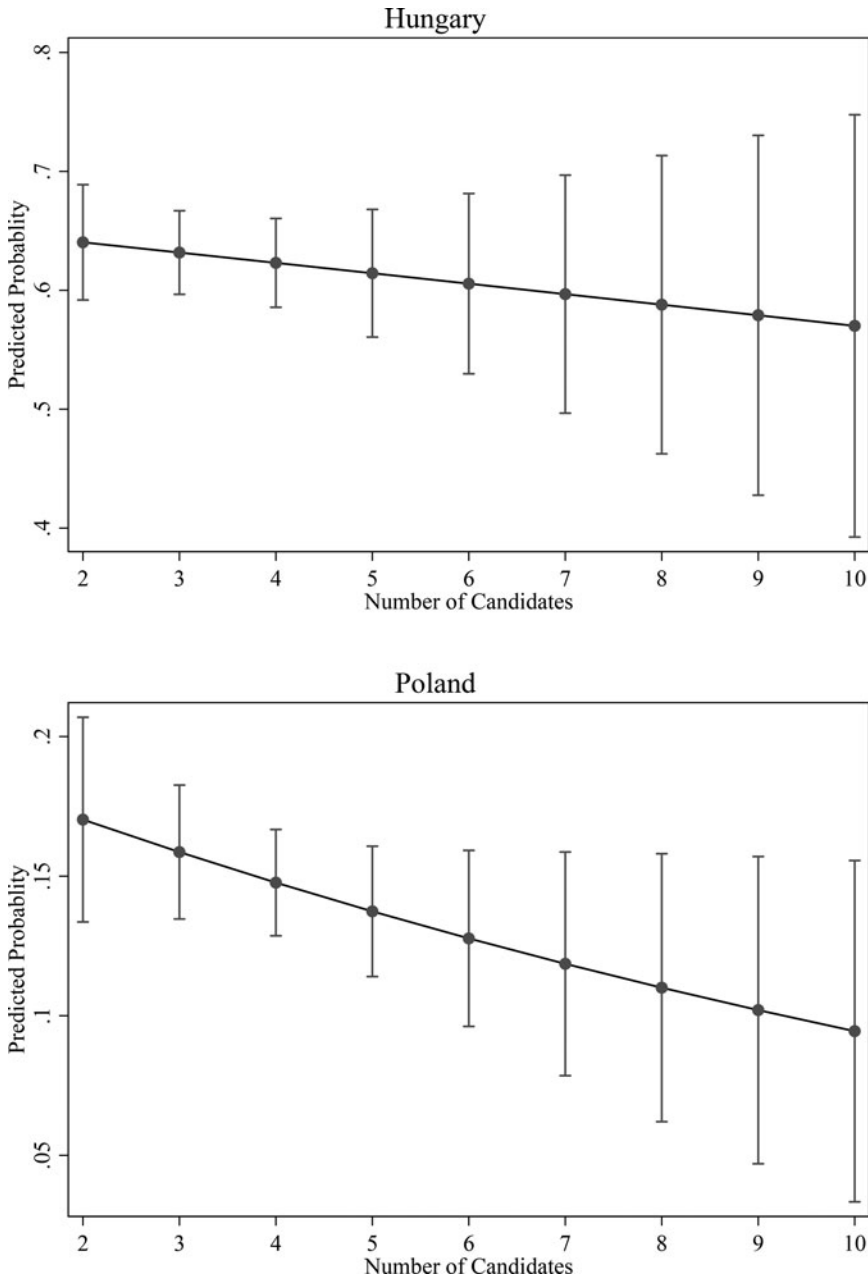 Hungary
Predicted Probablity
.8
.7
.6
.5
.4
2 3 4 5 6 7 8 9 10
Number of Candidates
Poland
Predicted Probablity
.2
.15
.1
.05
2 3 4 5 6 7 8 9 10
Number of Candidates